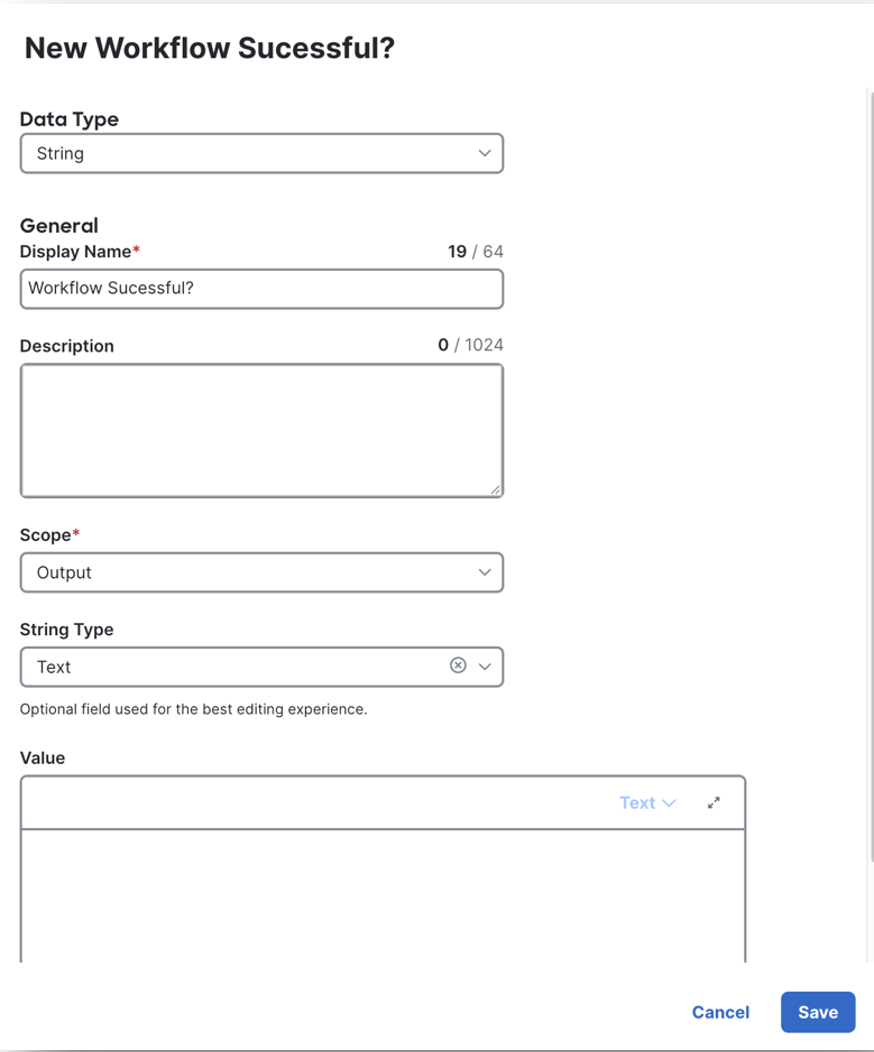 New Workflow Sucessful?
Data Type
String
General
Display Name* 19 / 64
Workflow Sucessful?
Description 0 / 1024
Scope*
Output
String Type
Text
Optional field used for the best editing experience.
Value
Text
Cancel Save